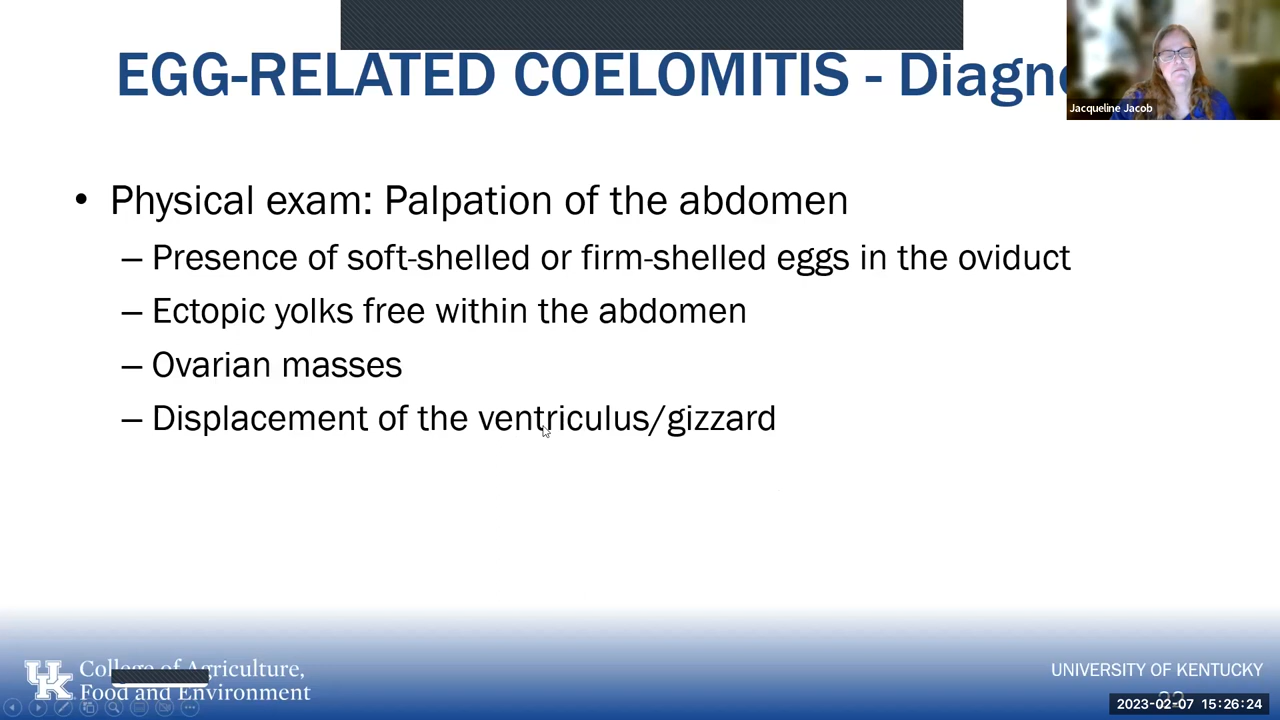 EGG-RELATED COELOMITIS - Diagno
Jacqueline Jacob
• Physical exam: Palpation of the abdomen
– Presence of soft-shelled or firm-shelled eggs in the oviduct
– Ectopic yolks free within the abdomen
– Ovarian masses
– Displacement of the ventriculus/gizzard
UK
College of Agriculture,
Food and Environment
UNIVERSITY OF KENTUCKY
2023-02-07 15:26:24